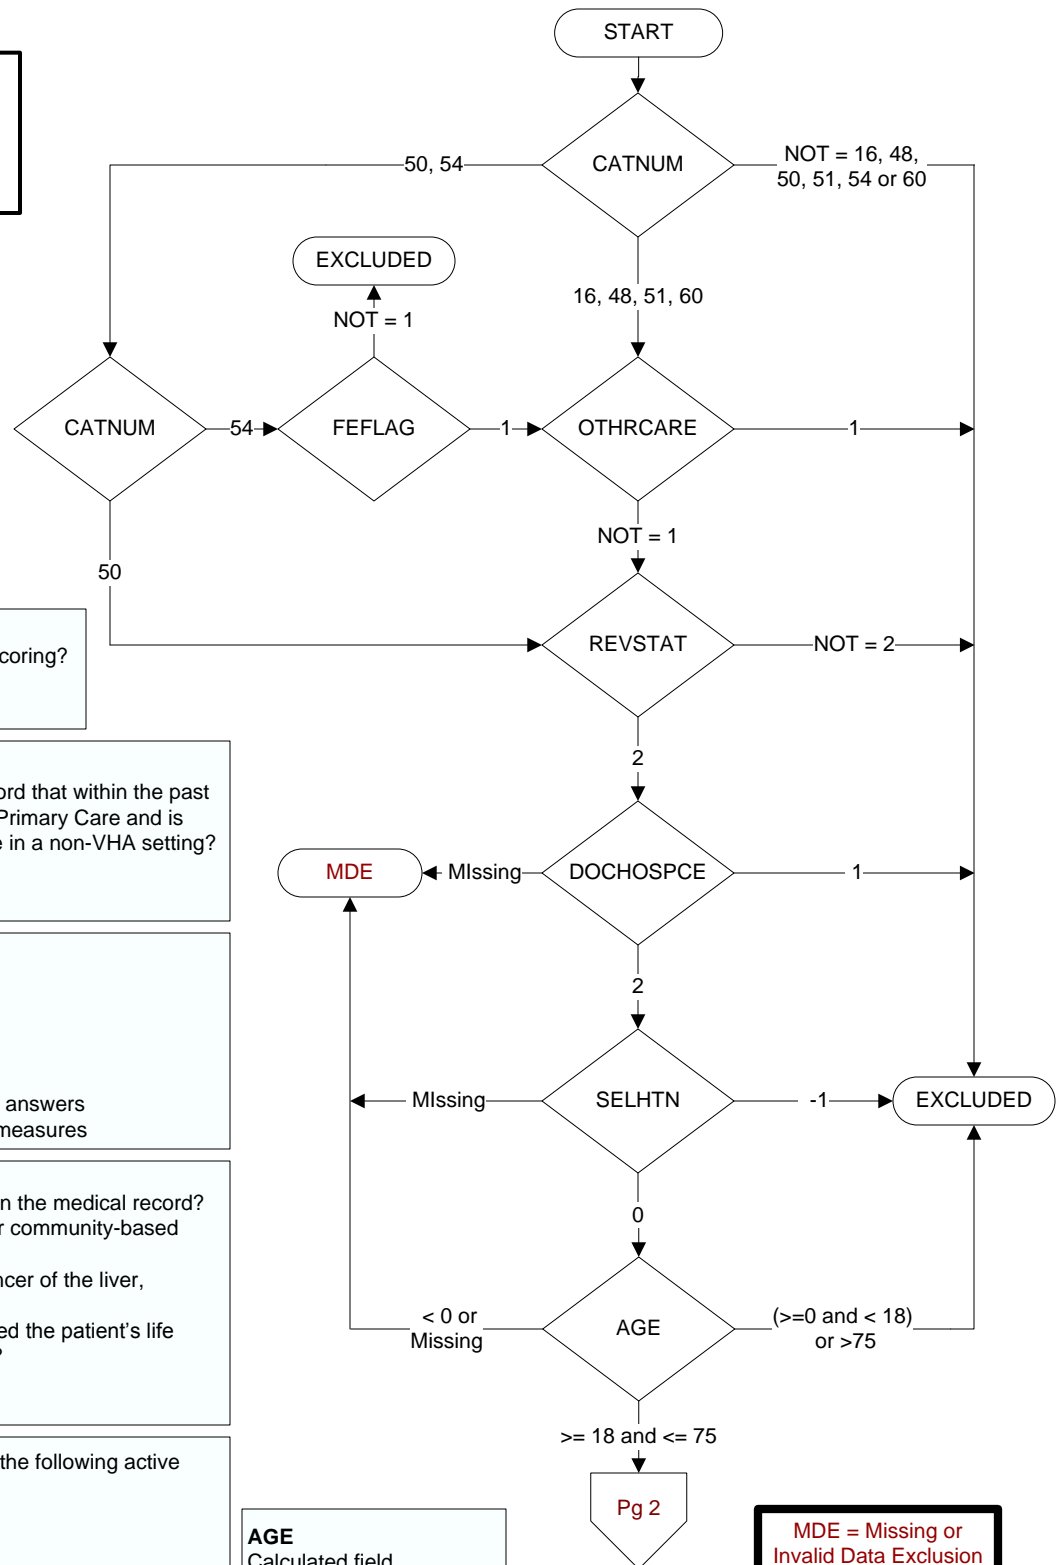 START
CATNUM
50, 54
NOT = 16, 48,
50, 51, 54 or 60
EXCLUDED
NOT = 1
16, 48, 51, 60
CATNUM
54
FEFLAG
1
OTHRCARE
1
NOT = 1
50
REVSTAT
NOT = 2
coring?
2
ord that within the past
Primary Care and is
e in a non-VHA setting?
MDE
MIssing
DOCHOSPCE
1
2
answers
measures
MIssing
SELHTN
-1
EXCLUDED
n the medical record?
r community-based
ncer of the liver,
ed the patient's life
?
0
< 0 or
Missing
AGE
(>=0 and < 18)
or >75
>= 18 and <= 75
the following active
Pg 2
AGE
Calculated field
MDE = Missing or
Invalid Data Exclusion